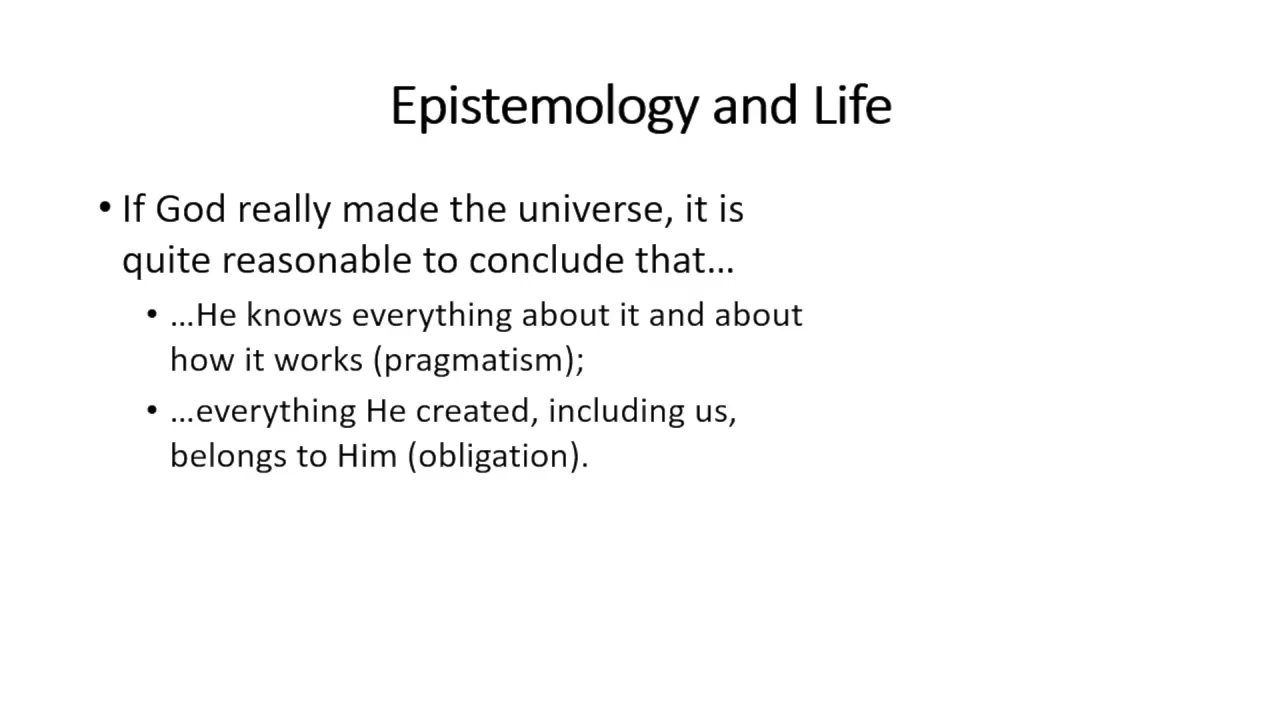 Epistemology and Life
• If God really made the universe, it is
quite reasonable to conclude that…
• …He knows everything about it and about
how it works (pragmatism);
• …everything He created, including us,
belongs to Him (obligation).